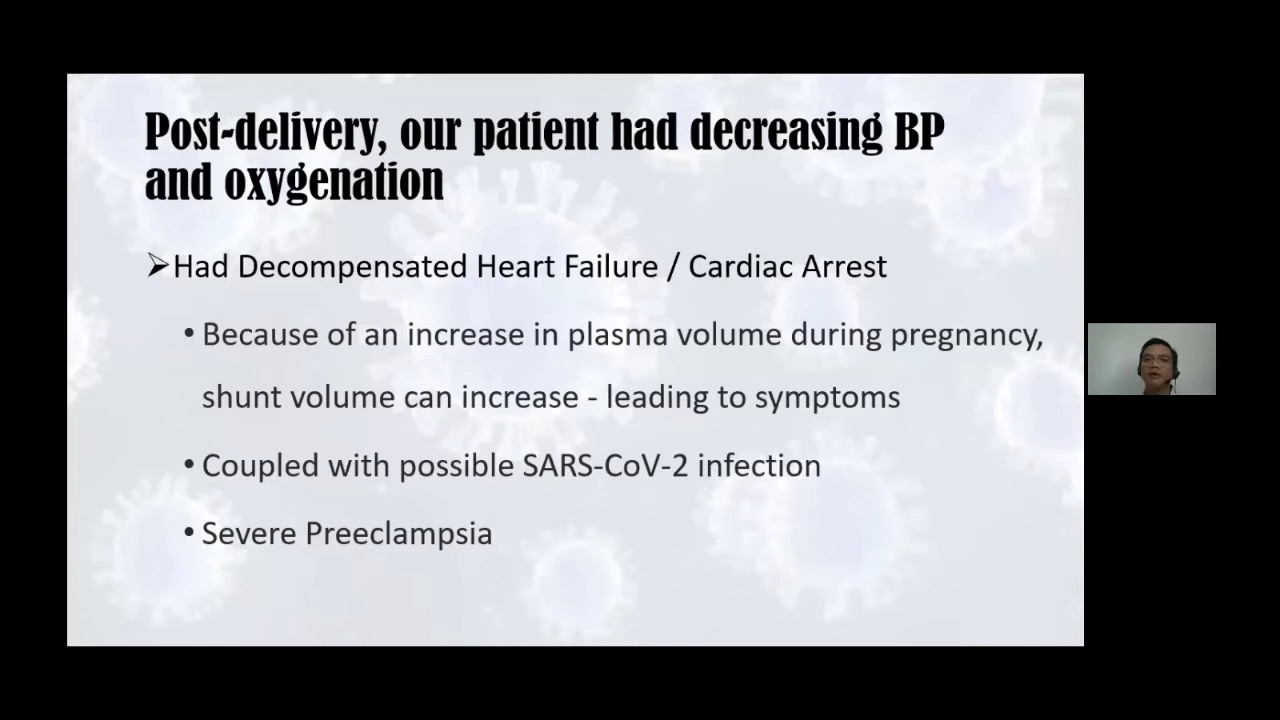 Post-delivery, our patient had decreasing BP
and oxygenation
➢Had Decompensated Heart Failure / Cardiac Arrest
• Because of an increase in plasma volume during pregnancy,
shunt volume can increase - leading to symptoms
• Coupled with possible SARS-CoV-2 infection
• Severe Preeclampsia